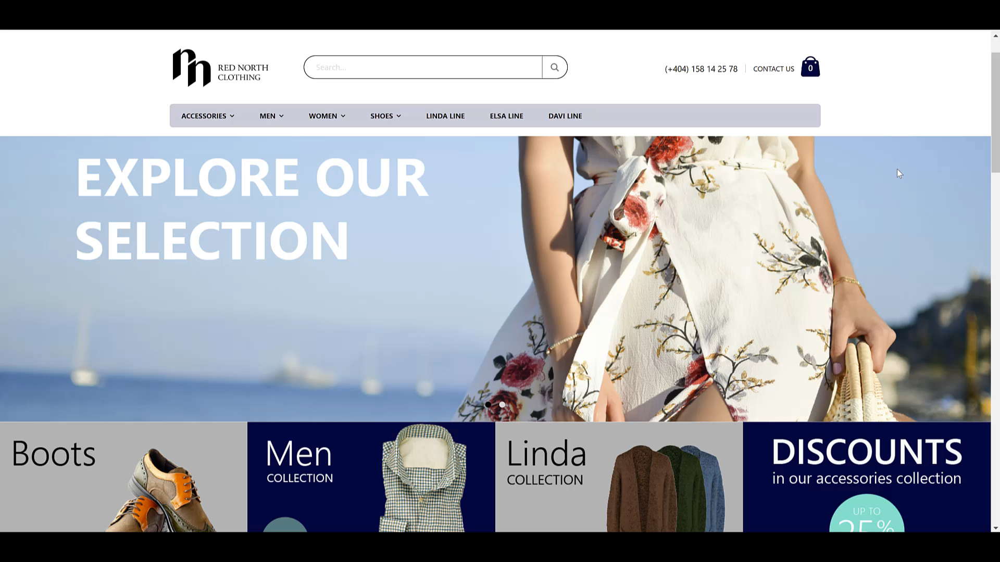 RED NORTH
CLOTHING
Search...
(+404) 158 14 25 78
CONTACT US
0
ACCESSORIES
MEN
WOMEN
SHOES
LINDA LINE
ELSA LINE
DAVI LINE
EXPLORE OUR
SELECTION
Boots
Men
COLLECTION
Linda
COLLECTION
DISCOUNTS
in our accessories collection
UP TO
25%